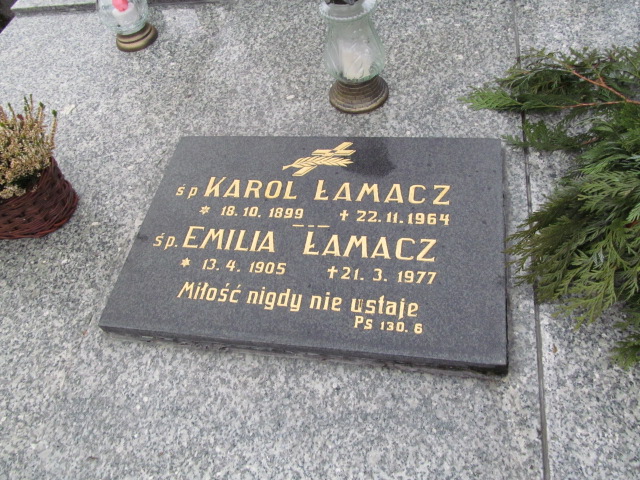 śp KAROL ŁAMACZ
* 18.10.1899 ✝ 22.11.1964
śp. EMILIA ŁAMACZ
* 13. 4. 1905 ✝ 21. 3. 1977
Miłość nigdy nie ustaje
Ps 130. 6